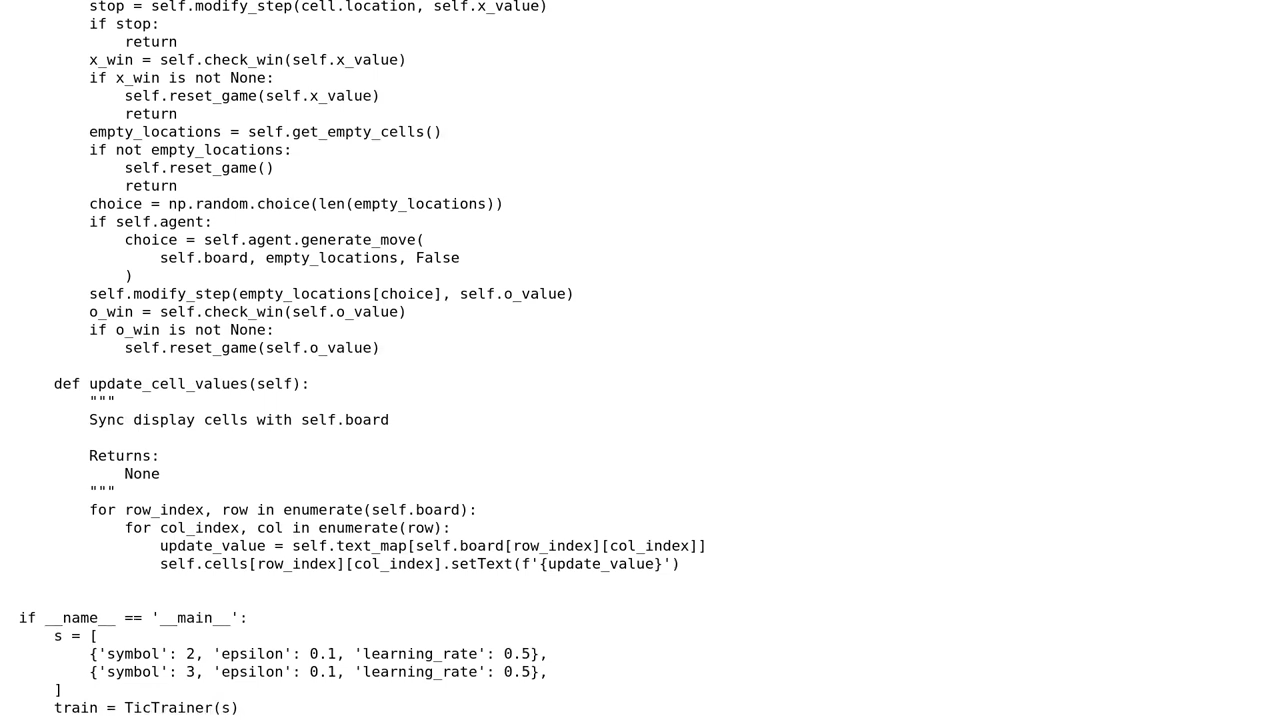 stop = self.modify_step(cell.location, self.x_value)
        if stop:
            return
        x_win = self.check_win(self.x_value)
        if x_win is not None:
            self.reset_game(self.x_value)
            return
        empty_locations = self.get_empty_cells()
        if not empty_locations:
            self.reset_game()
            return
        choice = np.random.choice(len(empty_locations))
        if self.agent:
            choice = self.agent.generate_move(
                self.board, empty_locations, False
            )
        self.modify_step(empty_locations[choice], self.o_value)
        o_win = self.check_win(self.o_value)
        if o_win is not None:
            self.reset_game(self.o_value)

    def update_cell_values(self):
        """
        Sync display cells with self.board

        Returns:
            None
        """
        for row_index, row in enumerate(self.board):
            for col_index, col in enumerate(row):
                update_value = self.text_map[self.board[row_index][col_index]]
                self.cells[row_index][col_index].setText(f'{update_value}')


if __name__ == '__main__':
    s = [
        {'symbol': 2, 'epsilon': 0.1, 'learning_rate': 0.5},
        {'symbol': 3, 'epsilon': 0.1, 'learning_rate': 0.5},
    ]
    train = TicTrainer(s)